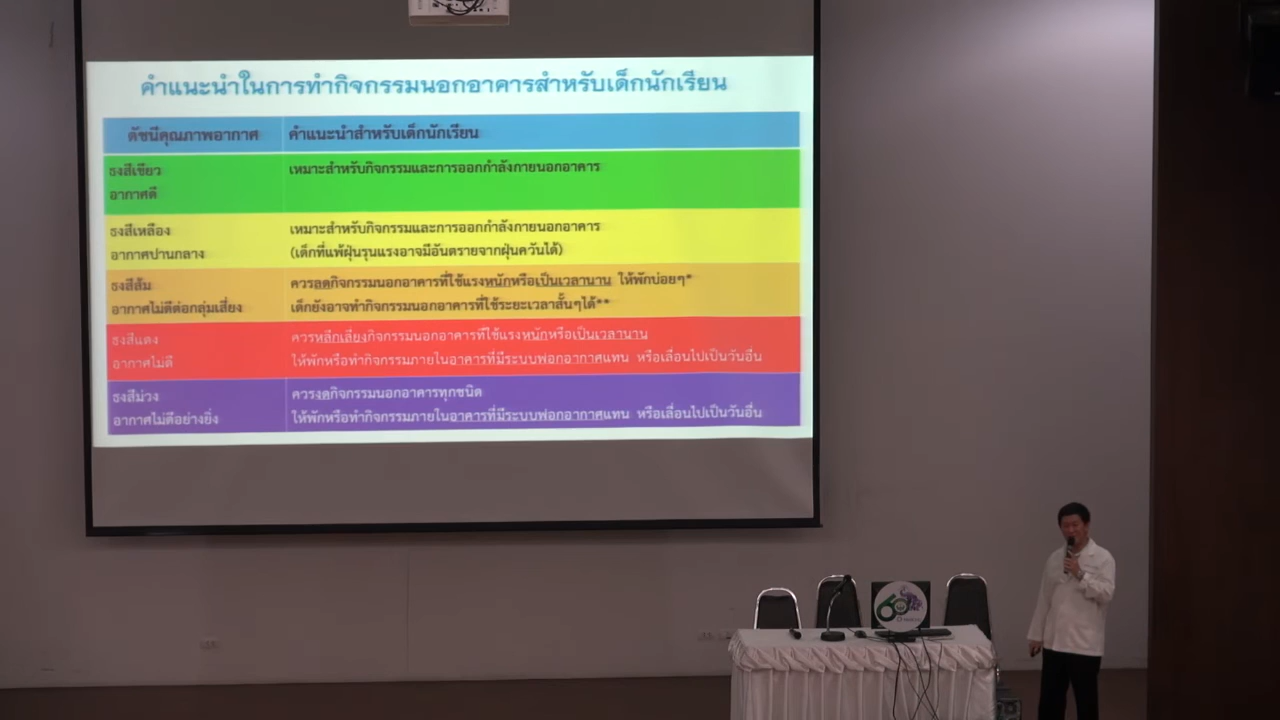 คำแนะนำในการทำกิจกรรมนอกอาคารสำหรับเด็กนักเรียน
ดัชนีคุณภาพอากาศ คำแนะนำสำหรับเด็กนักเรียน
ธงสีเขียว เหมาะสำหรับกิจกรรมและการออกกำลังกายนอกอาคาร
อากาศดี
ธงสีเหลือง เหมาะสำหรับกิจกรรมและการออกกำลังกายนอกอาคาร
อากาศปานกลาง (เด็กที่แพ้ฝุ่นรุนแรงอาจมีอันตรายจากฝุ่นควันได้)
ธงสีส้ม ควรลดกิจกรรมนอกอาคารที่ใช้แรงหนักหรือเป็นเวลานาน ให้พักบ่อยๆ*
อากาศไม่ดีต่อกลุ่มเสี่ยง เด็กยังอาจทำกิจกรรมนอกอาคารที่ใช้ระยะเวลาสั้นๆได้**
ธงสีแดง ควรหลีกเลี่ยงกิจกรรมนอกอาคารที่ใช้แรงหนักหรือเป็นเวลานาน
อากาศไม่ดี ให้พักหรือทำกิจกรรมภายในอาคารที่มีระบบฟอกอากาศแทน หรือเลื่อนไปเป็นวันอื่น
ธงสีม่วง ควรงดกิจกรรมนอกอาคารทุกชนิด
อากาศไม่ดีอย่างยิ่ง ให้พักหรือทำกิจกรรมภายในอาคารที่มีระบบฟอกอากาศแทน หรือเลื่อนไปเป็นวันอื่น
60